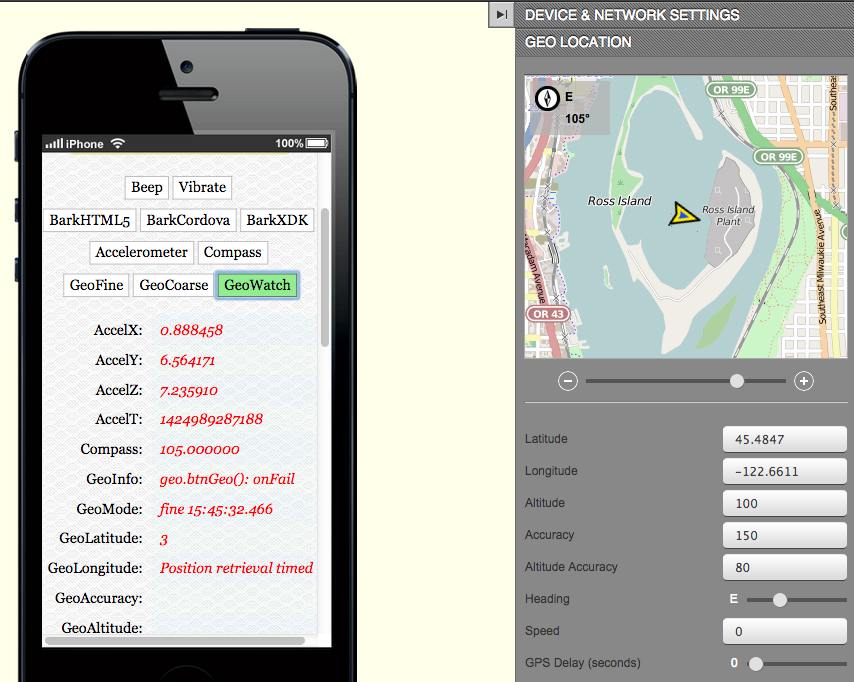 iPhone 100%
Beep Vibrate
BarkHTML5 BarkCordova BarkXDK
Accelerometer Compass
GeoFine GeoCoarse GeoWatch
AccelX: 0.888458
AccelY: 6.564171
AccelZ: 7.235910
AccelT: 1424989287188
Compass: 105.000000
GeoInfo: geo.btnGeo(): onFail
GeoMode: fine 15:45:32.466
GeoLatitude: 3
GeoLongitude: Position retrieval timed
GeoAccuracy:
GeoAltitude:
DEVICE & NETWORK SETTINGS
GEO LOCATION
E
105°
OR 99E
OR 99E
Ross Island
Ross Island
Plant
OR 43
Macadam Avenue
Southeast Milwaukie Avenue
Southeas
Latitude 45.4847
Longitude -122.6611
Altitude 100
Accuracy 150
Altitude Accuracy 80
Heading E
Speed 0
GPS Delay (seconds) 0